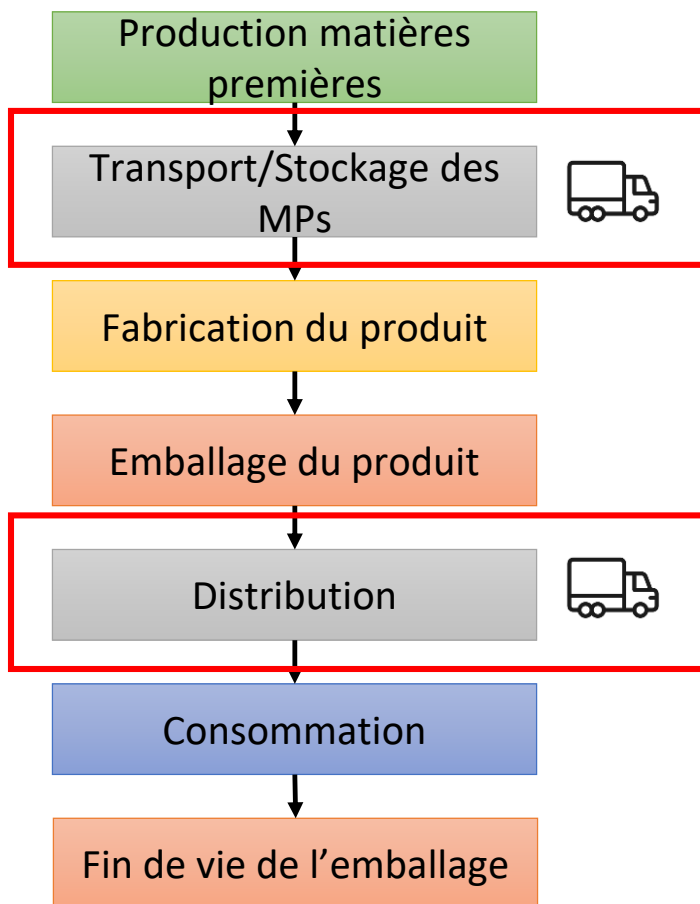 Production matières
premières
Transport/Stockage des
MPs
Fabrication du produit
Emballage du produit
Distribution
Consommation
Fin de vie de l’emballage